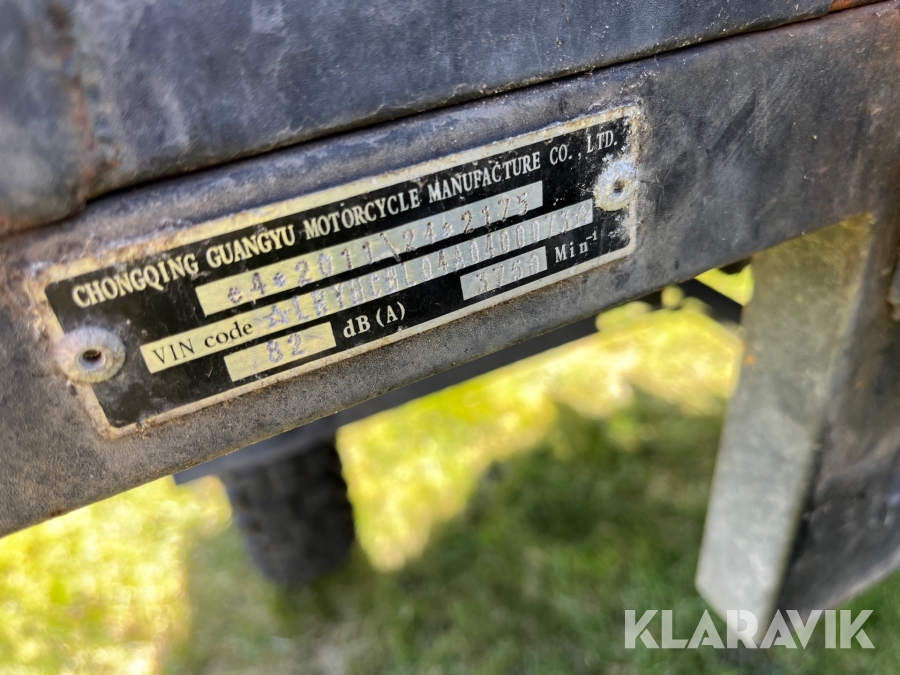 CHONGQING GUANGYU MOTORCYCLE MANUFACTURE CO., LTD.
e4*2011\24*2175
VIN code
82 dB(A) 3750 Min-1
KLARAVIK